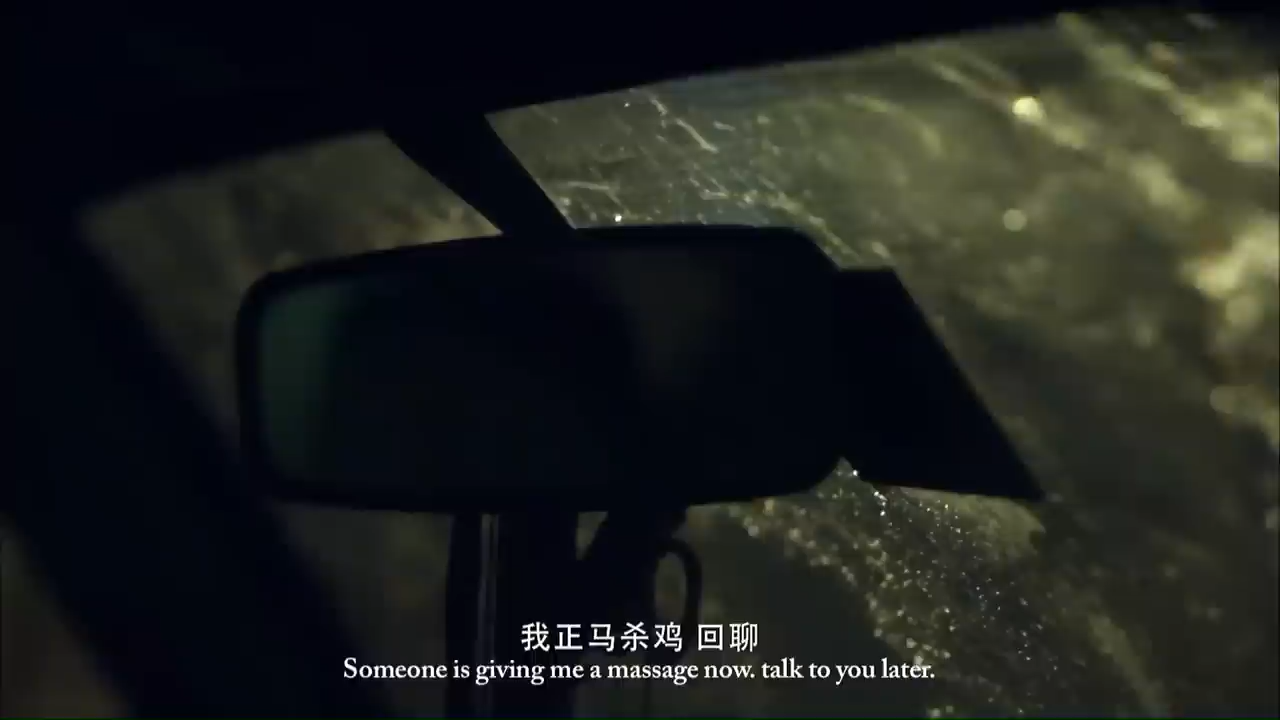 我正马杀鸡 回聊
Someone is giving me a massage now. talk to you later.